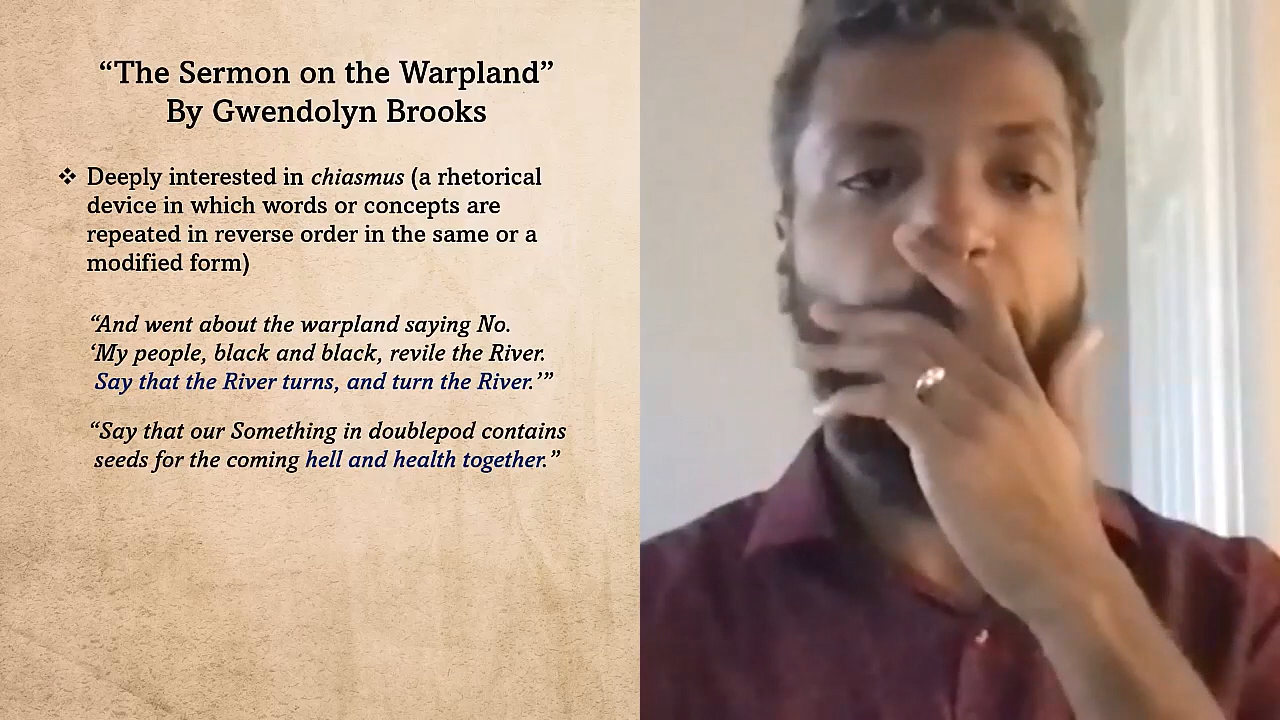 “The Sermon on the Warpland”
By Gwendolyn Brooks
❖ Deeply interested in chiasmus (a rhetorical
device in which words or concepts are
repeated in reverse order in the same or a
modified form)
“And went about the warpland saying No.
‘My people, black and black, revile the River.
Say that the River turns, and turn the River.’”
“Say that our Something in doublepod contains
seeds for the coming hell and health together.”